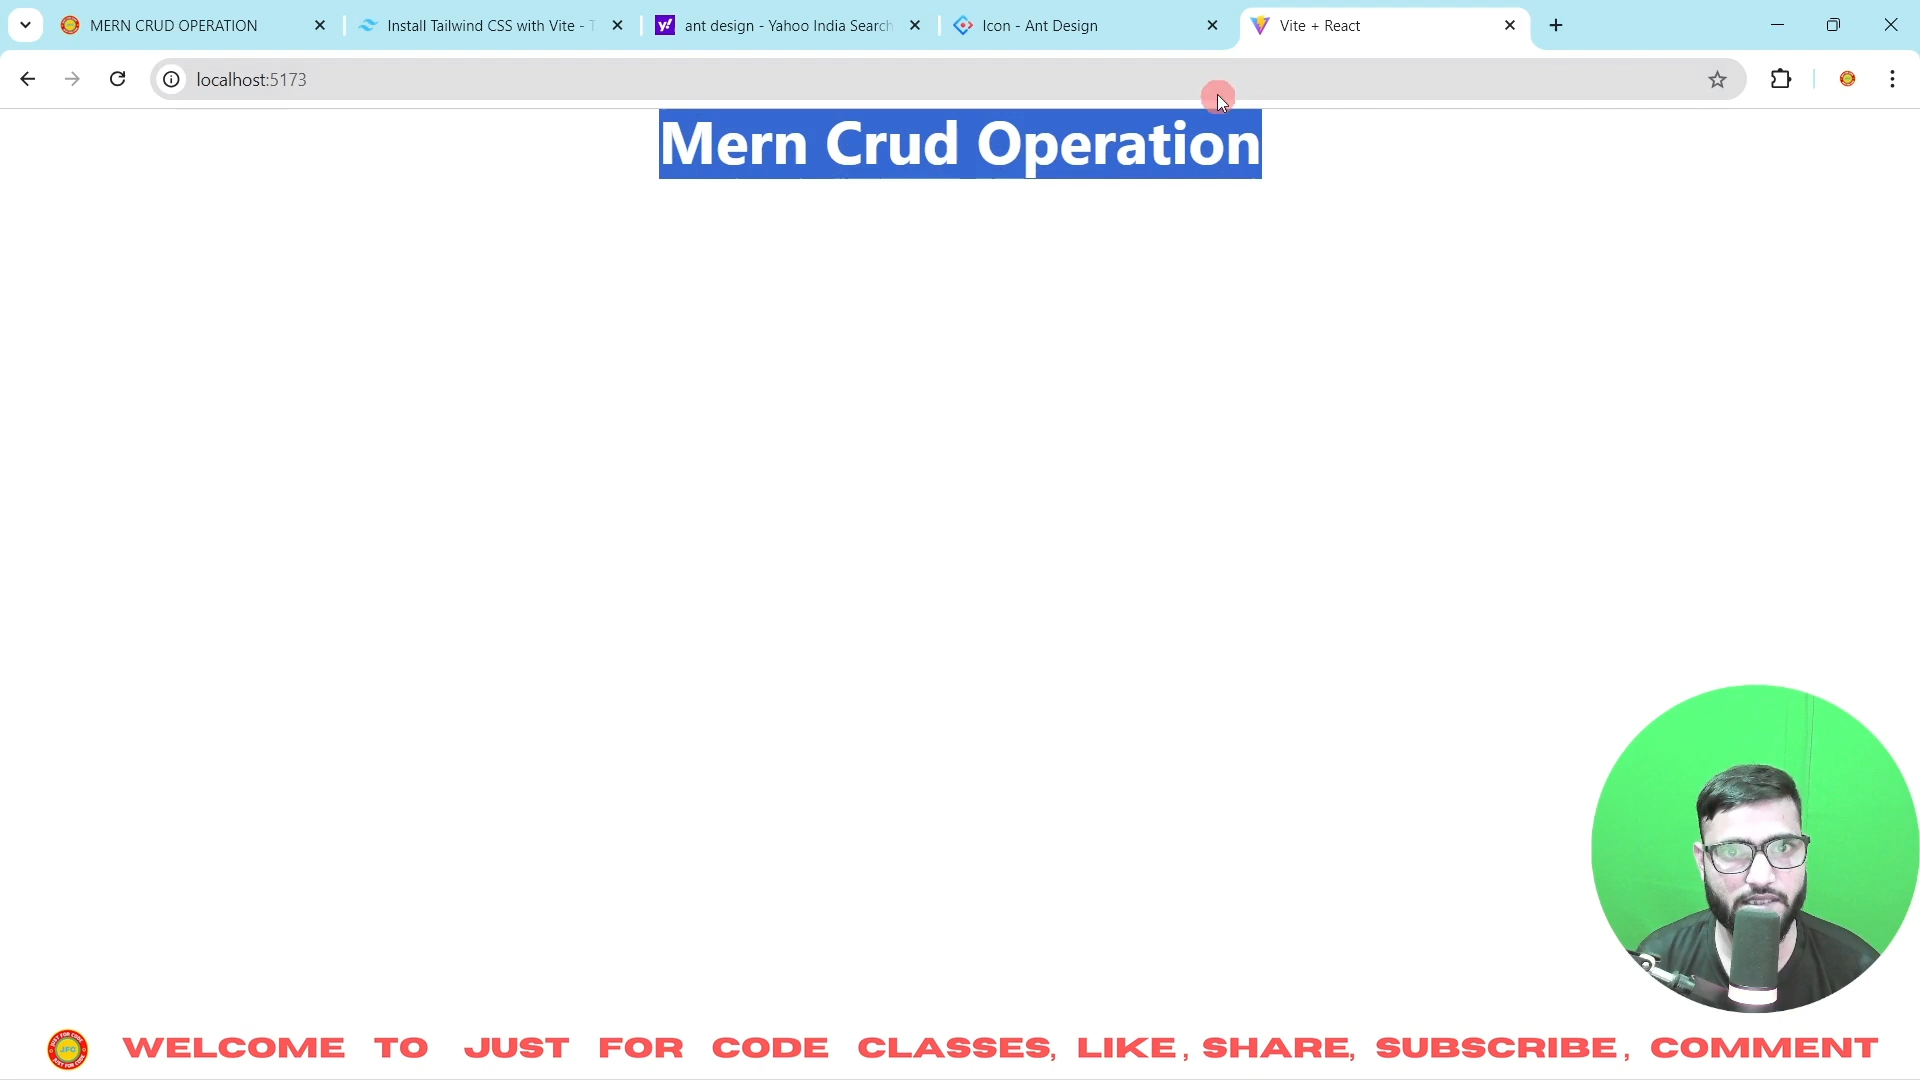 MERN CRUD OPERATION
Install Tailwind CSS with Vite - T
ant design - Yahoo India Search
Icon - Ant Design
Vite + React
localhost:5173
Mern Crud Operation
WELCOME TO JUST FOR CODE CLASSES, LIKE, SHARE, SUBSCRIBE, COMMENT
JFC